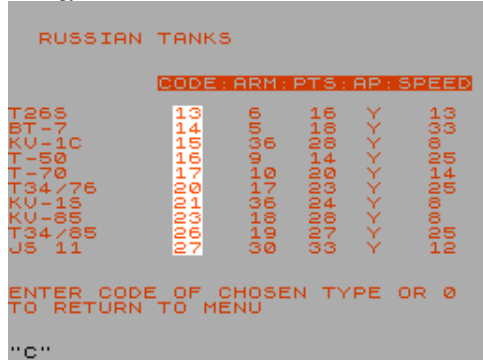 RUSSIAN TANKS
CODE:ARM:PTS:AP:SPEED
T26S 13 6 16 Y 13
BT-7 14 5 18 Y 33
KV-1C 15 36 28 Y 8
T-50 16 9 14 Y 25
T-70 17 10 20 Y 14
T34/76 20 17 23 Y 25
KV-1S 21 36 24 Y 8
KV-85 23 18 28 Y 8
T34/85 26 19 27 Y 25
JS 11 27 30 33 Y 12
ENTER CODE OF CHOSEN TYPE OR 0
TO RETURN TO MENU
"C"